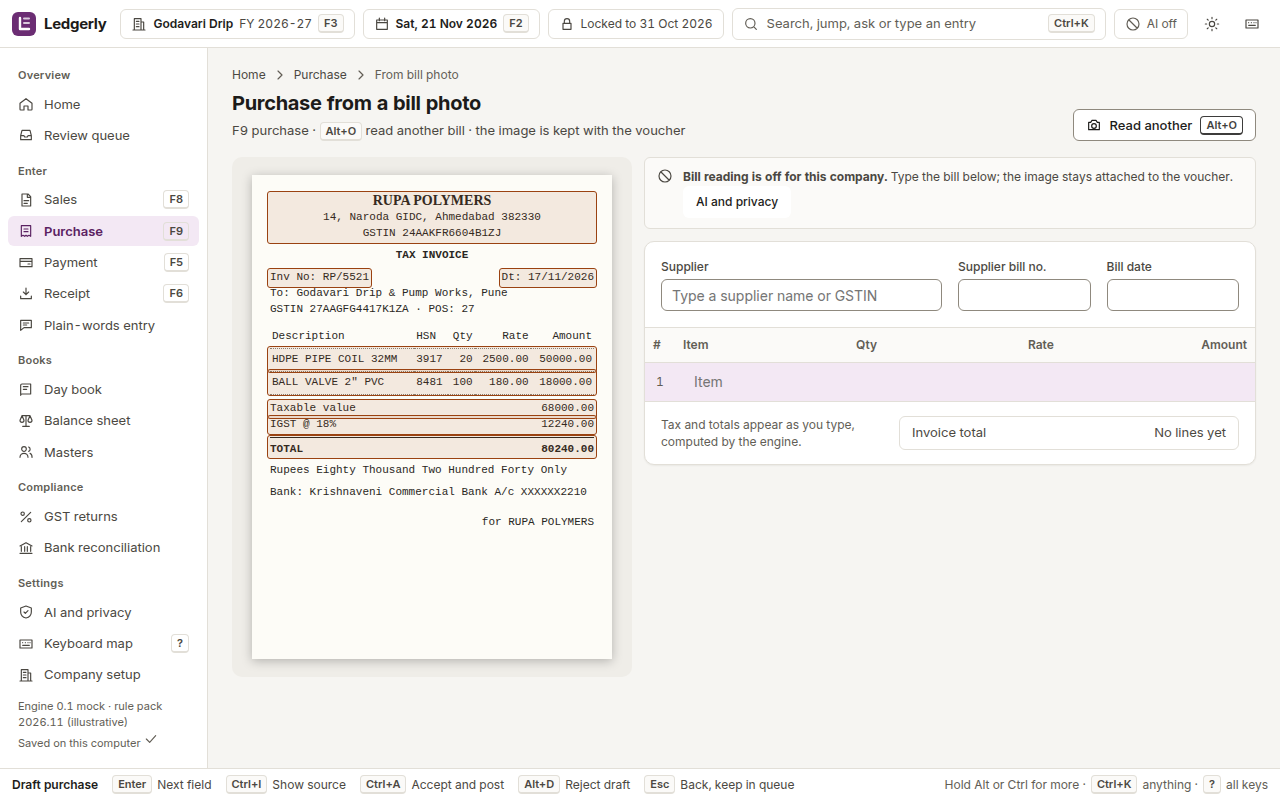 Ledgerly
Godavari Drip FY 2026-27 F3
Sat, 21 Nov 2026 F2
Locked to 31 Oct 2026
Search, jump, ask or type an entry Ctrl+K
AI off
Overview
Home
Review queue
Enter
Sales F8
Purchase F9
Payment F5
Receipt F6
Plain-words entry
Books
Day book
Balance sheet
Masters
Compliance
GST returns
Bank reconciliation
Settings
AI and privacy
Keyboard map ?
Company setup
Engine 0.1 mock · rule pack
2026.11 (illustrative)
Saved on this computer
Home > Purchase > From bill photo
Purchase from a bill photo
F9 purchase · Alt+O read another bill · the image is kept with the voucher
Read another Alt+O
RUPA POLYMERS
14, Naroda GIDC, Ahmedabad 382330
GSTIN 24AAKFR6604B1ZJ
TAX INVOICE
Inv No: RP/5521 Dt: 17/11/2026
To: Godavari Drip & Pump Works, Pune
GSTIN 27AAGFG4417K1ZA · POS: 27
Description HSN Qty Rate Amount
HDPE PIPE COIL 32MM 3917 20 2500.00 50000.00
BALL VALVE 2" PVC 8481 100 180.00 18000.00
Taxable value 68000.00
IGST @ 18% 12240.00
TOTAL 80240.00
Rupees Eighty Thousand Two Hundred Forty Only
Bank: Krishnaveni Commercial Bank A/c XXXXXX2210
for RUPA POLYMERS
Bill reading is off for this company. Type the bill below; the image stays attached to the voucher.
AI and privacy
Supplier Supplier bill no. Bill date
Type a supplier name or GSTIN
# Item Qty Rate Amount
1 Item
Tax and totals appear as you type,
computed by the engine.
Invoice total No lines yet
Draft purchase Enter Next field Ctrl+I Show source Ctrl+A Accept and post Alt+D Reject draft Esc Back, keep in queue
Hold Alt or Ctrl for more · Ctrl+K anything · ? all keys